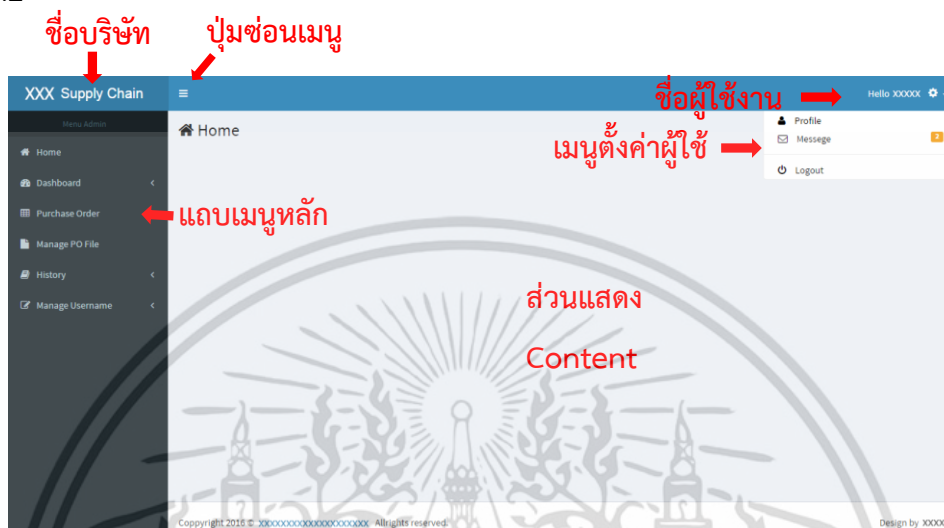 ชื่อบริษัท ปุ่มซ่อนเมนู
XXX Supply Chain
ชื่อผู้ใช้งาน
Hello XXXXX
Menu Admin
Home
Profile
Messege 2
เมนูตั้งค่าผู้ใช้
Logout
Home
Dashboard
Purchase Order
แถบเมนูหลัก
Manage PO File
History
Manage Username
ส่วนแสดง
Content
Coppyright 2016 © xxxxxxxxxxxxxxxxxxxxx Allrights reserved.
Design by XXXX